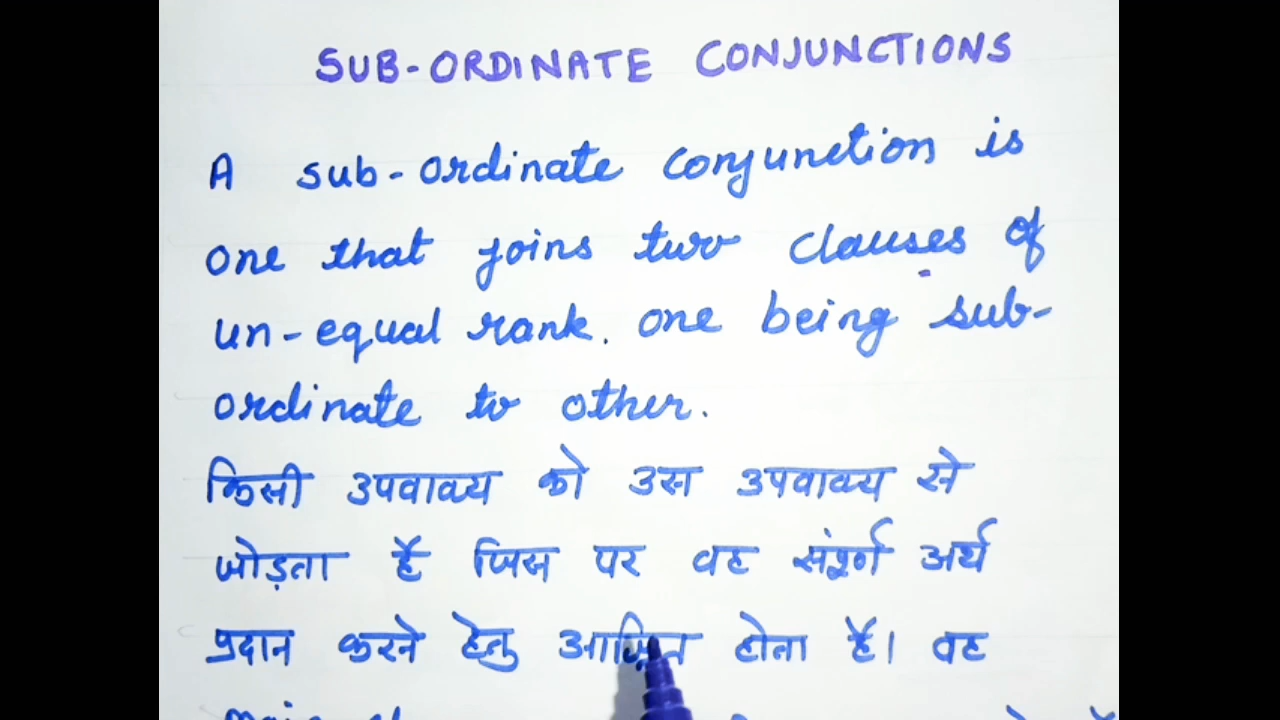 SUB-ORDINATE CONJUNCTIONS
A sub-ordinate conjunction is
one that joins two clauses of
un-equal rank. one being sub-
ordinate to other.
किसी उपवाक्य को उस उपवाक्य से
जोड़ता है जिस पर वह संपूर्ण अर्थ
प्रदान करने हेतु आश्रित होता है। वह